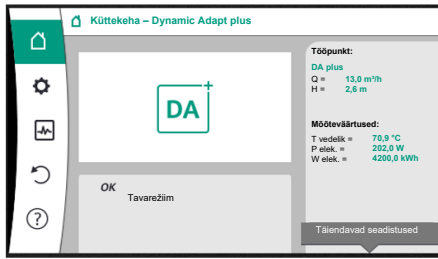 Küttekeha – Dynamic Adapt plus
DA+
OK
Tavarežiim
Tööpunkt:
DA plus
Q = 13,0 m³/h
H = 2,6 m
Mõõteväärtused:
T vedelik = 70,9 °C
P elek. = 202,0 W
W elek. = 4200,0 kWh
Täiendavad seadistused
?